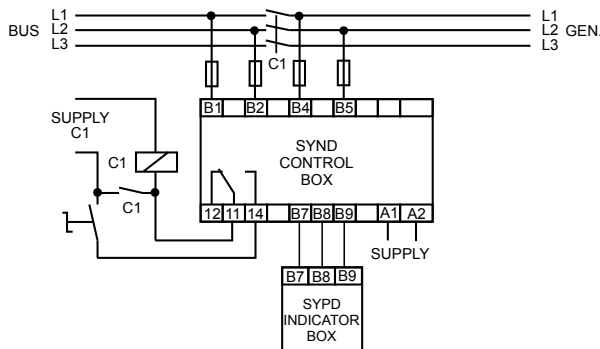 L1 L1
BUS L2 L2 GEN.
L3 L3
C1
B1 B2 B4 B5
SUPPLY
C1
C1
C1
SYND
CONTROL
BOX
12 11 14 B7 B8 B9 A1 A2
SUPPLY
B7 B8 B9
SYPD
INDICATOR
BOX